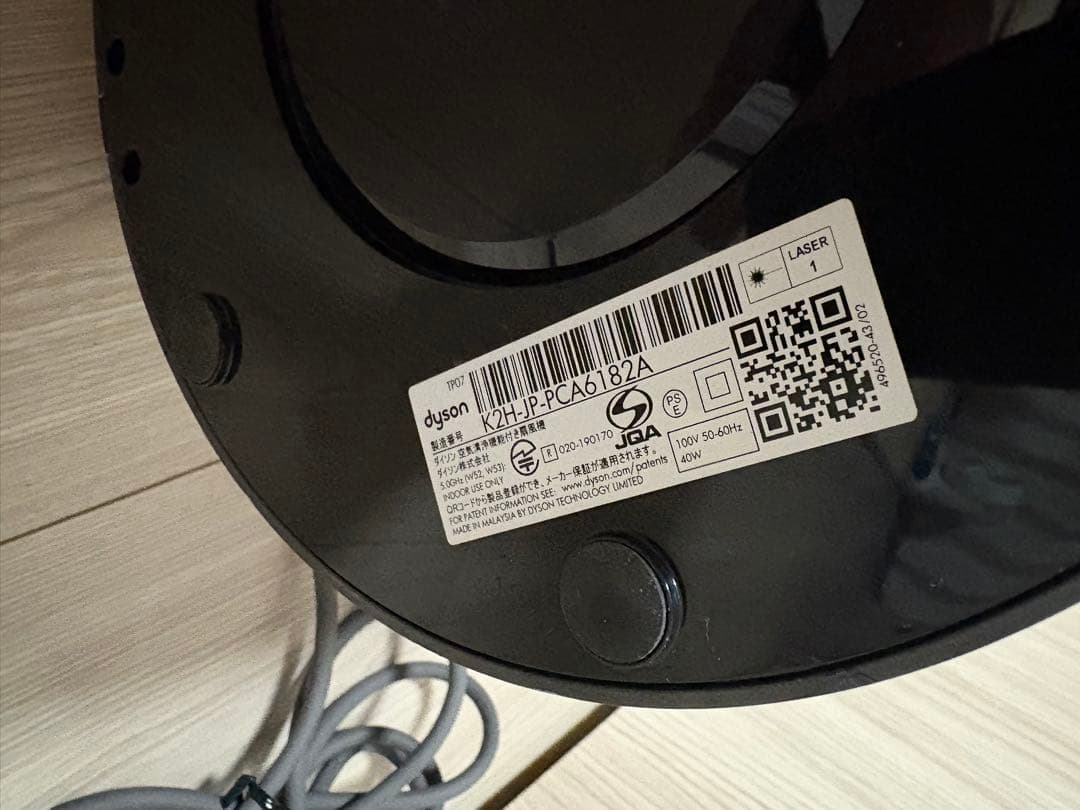 TP07
LASER
1
dyson
製造番号 K2H-JP-PCA6182A
ダイソン 空気清浄機能付き扇風機
ダイソン株式会社
5.0GHz (W52, W53):
INDOOR USE ONLY
R 020-190170
JQA
PS
E
100V 50-60Hz
40W
QRコードから製品登録ができ、メーカー保証が適用されます。
FOR PATENT INFORMATION SEE: www.dyson.com/patents
MADE IN MALAYSIA BY DYSON TECHNOLOGY LIMITED
496520-43/02